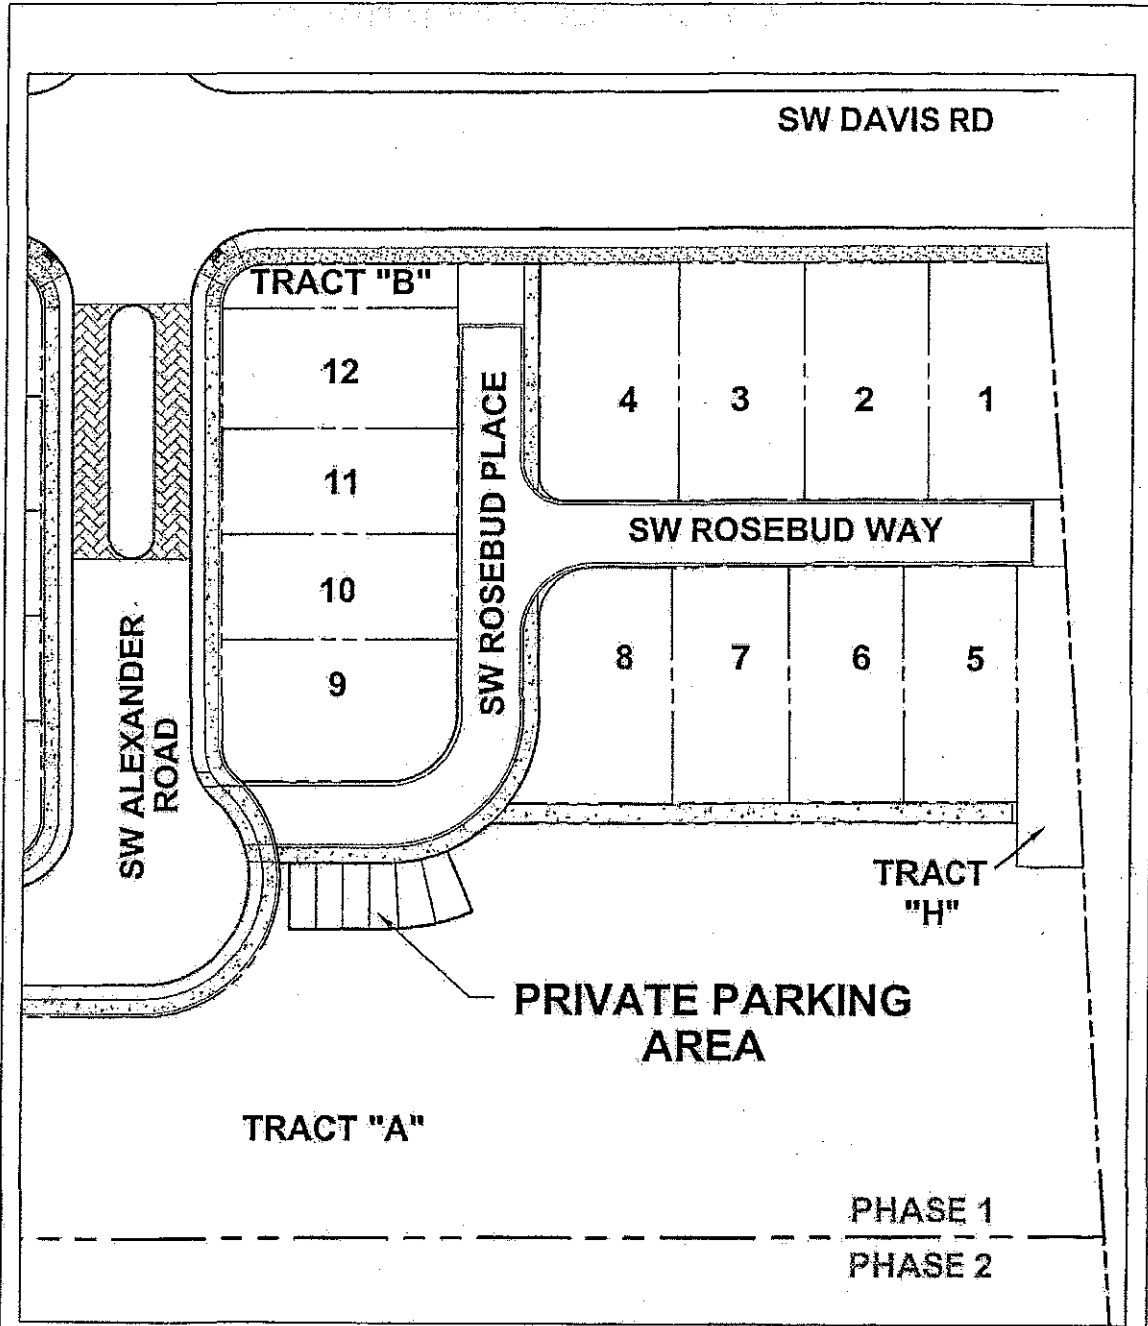 SW DAVIS RD
TRACT "B"
12
11
10
9
SW ROSEBUD PLACE
4
3
2
1
SW ROSEBUD WAY
8
7
6
5
SW ALEXANDER
ROAD
TRACT
"H"
PRIVATE PARKING
AREA
TRACT "A"
PHASE 1
PHASE 2